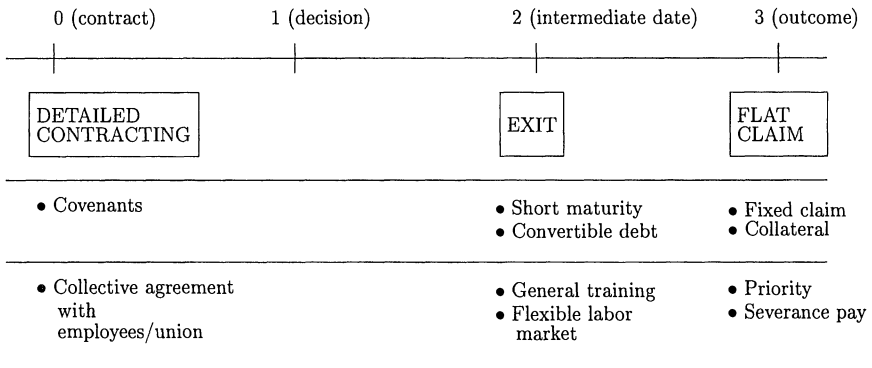 0 (contract)
1 (decision)
2 (intermediate date)
3 (outcome)
DETAILED
CONTRACTING
EXIT
FLAT
CLAIM
• Covenants
• Short maturity
• Convertible debt
• Fixed claim
• Collateral
• Collective agreement
with
employees/union
• General training
• Flexible labor
market
• Priority
• Severance pay